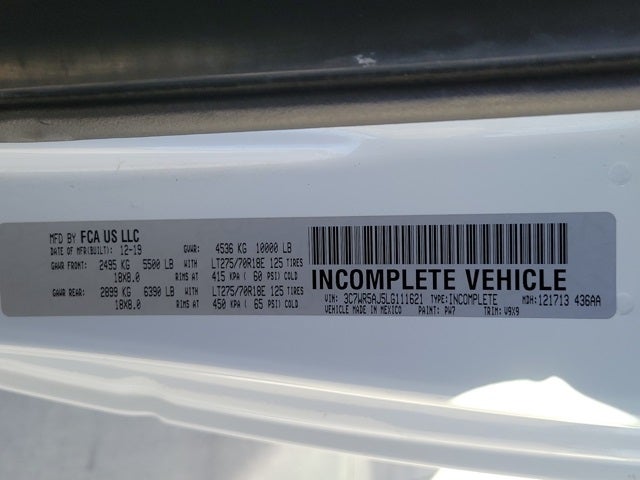 MFD BY FCA US LLC
DATE OF MFR(BUILT): 12-19 GVWR: 4536 KG 10000 LB
GAWR FRONT: 2495 KG 5500 LB WITH LT275/70R18E 125 TIRES
18X8.0 RIMS AT 415 KPA ( 60 PSI) COLD
GAWR REAR: 2899 KG 6390 LB WITH LT275/70R18E 125 TIRES
18X8.0 RIMS AT 450 KPA ( 65 PSI) COLD
INCOMPLETE VEHICLE
VIN: 3C7WR5AJ5LG111621 TYPE: INCOMPLETE MDH: 121713 436AA
VEHICLE MADE IN MEXICO PAINT: PW7 TRIM: V9X9